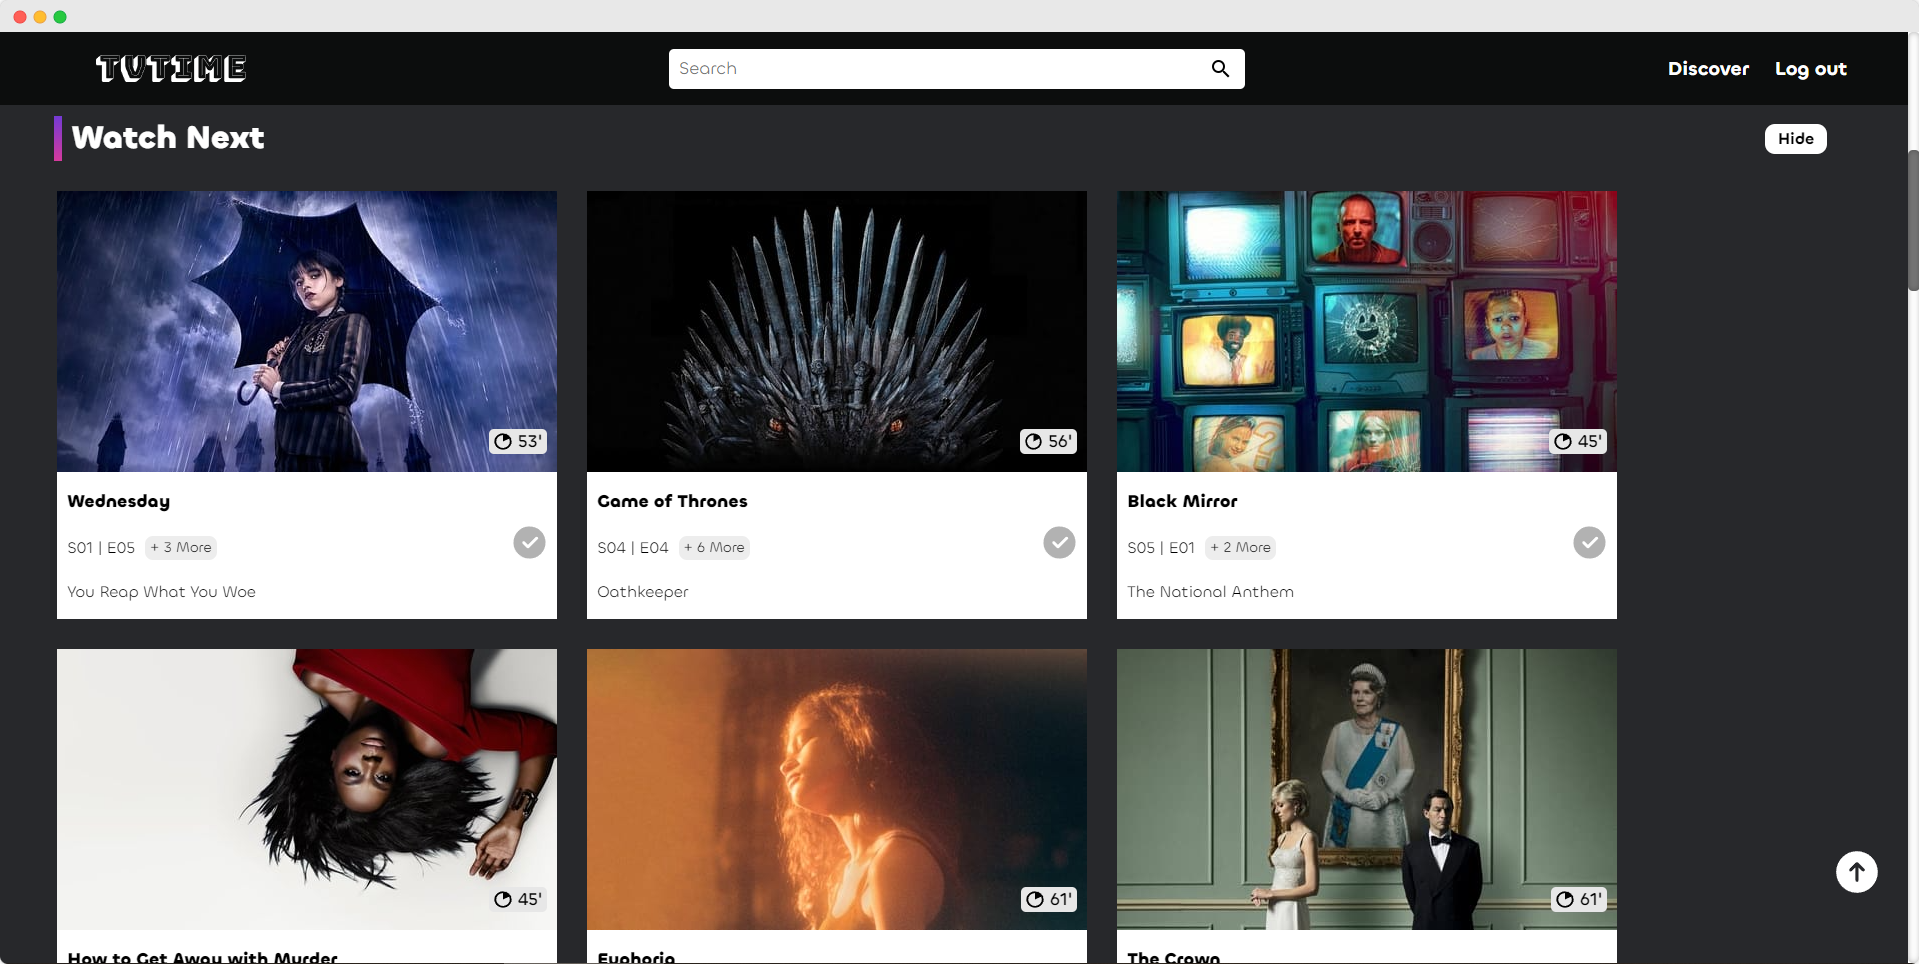 TVTIME
Search
Discover
Log out
Watch Next
Hide
53'
56'
45'
Wednesday
S01 | E05
+ 3 More
You Reap What You Woe
Game of Thrones
S04 | E04
+ 6 More
Oathkeeper
Black Mirror
S05 | E01
+ 2 More
The National Anthem
45'
61'
61'
How to Get Away with Murder
Euphoria
The Crown